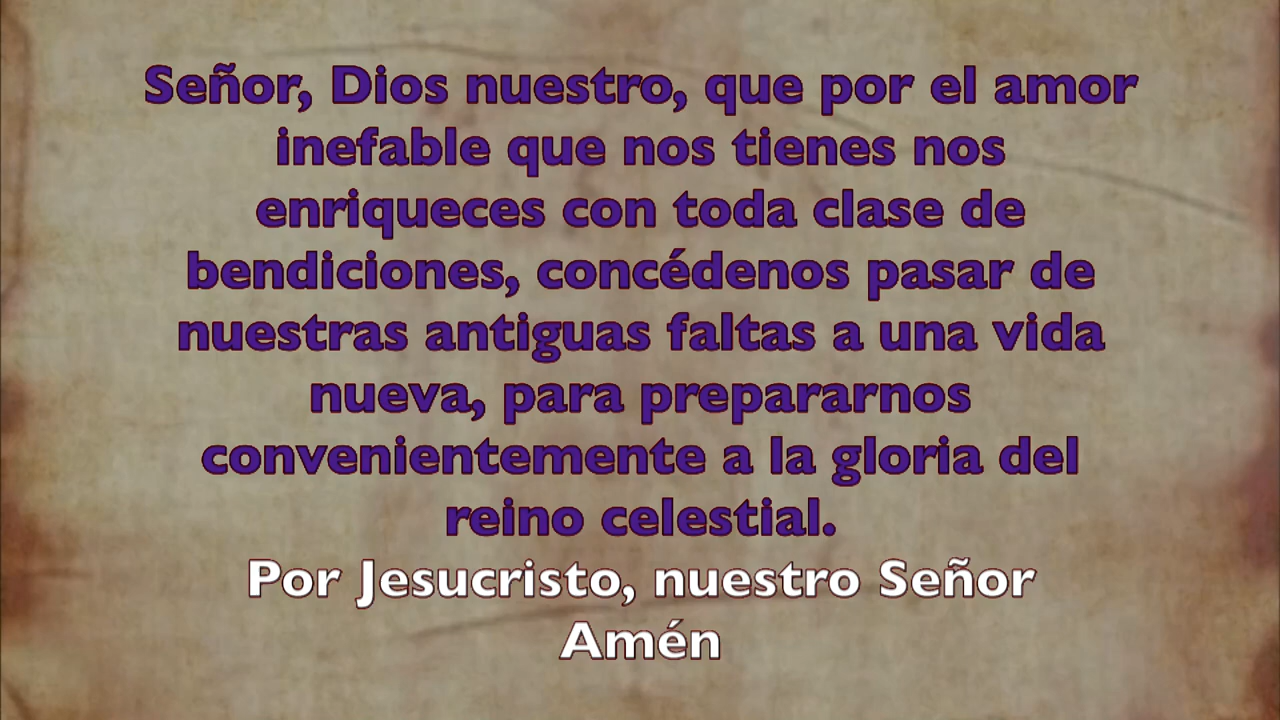 Señor, Dios nuestro, que por el amor
inefable que nos tienes nos
enriqueces con toda clase de
bendiciones, concédenos pasar de
nuestras antiguas faltas a una vida
nueva, para prepararnos
convenientemente a la gloria del
reino celestial.
Por Jesucristo, nuestro Señor
Amén